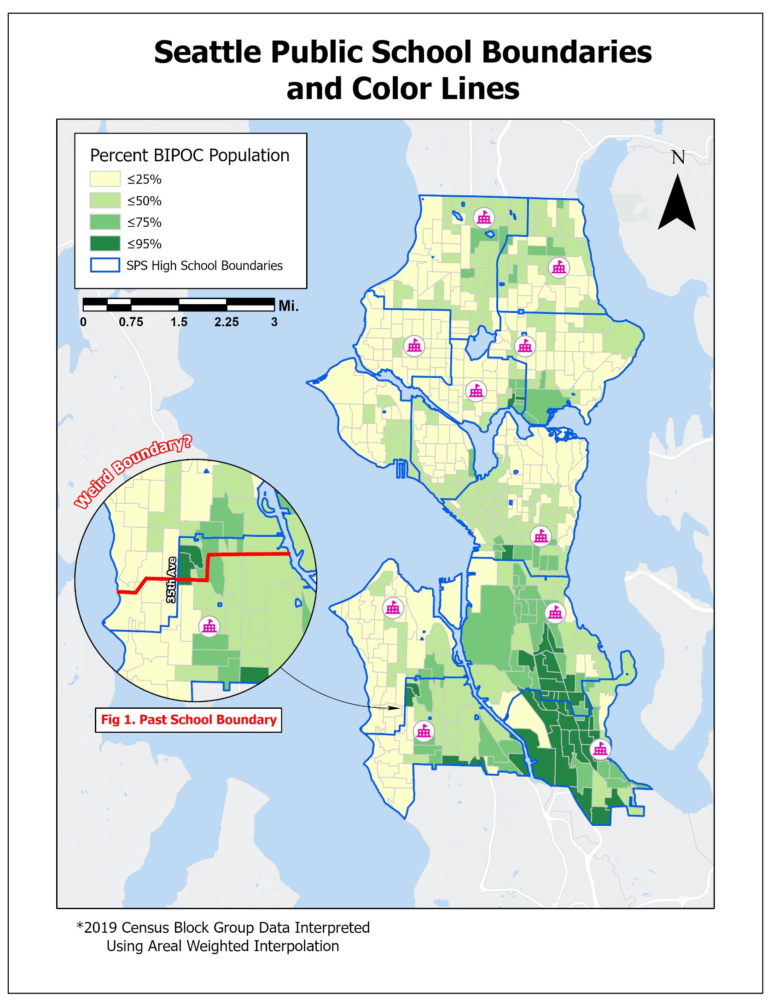 Seattle Public School Boundaries
and Color Lines
Percent BIPOC Population
≤25%
≤50%
≤75%
≤95%
SPS High School Boundaries
Mi.
0 0.75 1.5 2.25 3
N
Weird Boundary?
35th Ave
Fig 1. Past School Boundary
*2019 Census Block Group Data Interpreted
Using Areal Weighted Interpolation